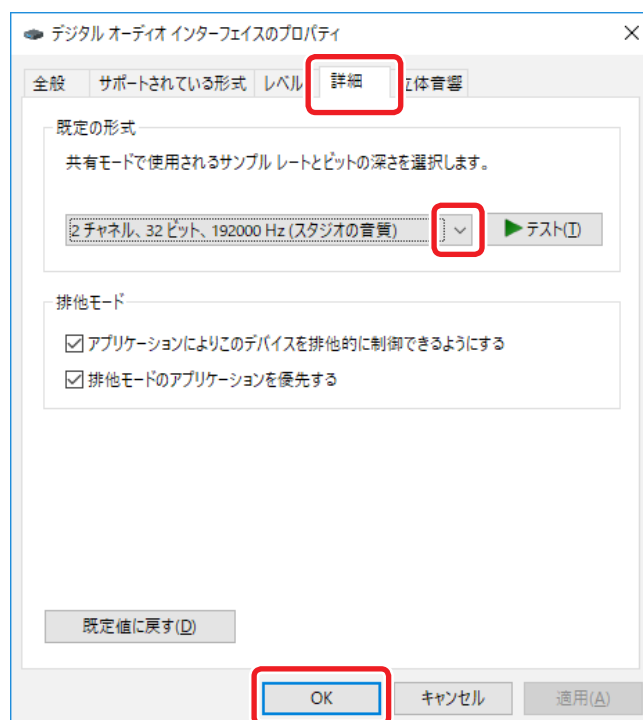 デジタル オーディオ インターフェイスのプロパティ
全般 サポートされている形式 レベル 詳細 立体音響
既定の形式
共有モードで使用されるサンプル レートとビットの深さを選択します。
2 チャネル、32 ビット、192000 Hz (スタジオの音質) テスト(T)
排他モード
アプリケーションによりこのデバイスを排他的に制御できるようにする
排他モードのアプリケーションを優先する
既定値に戻す(D)
OK キャンセル 適用(A)